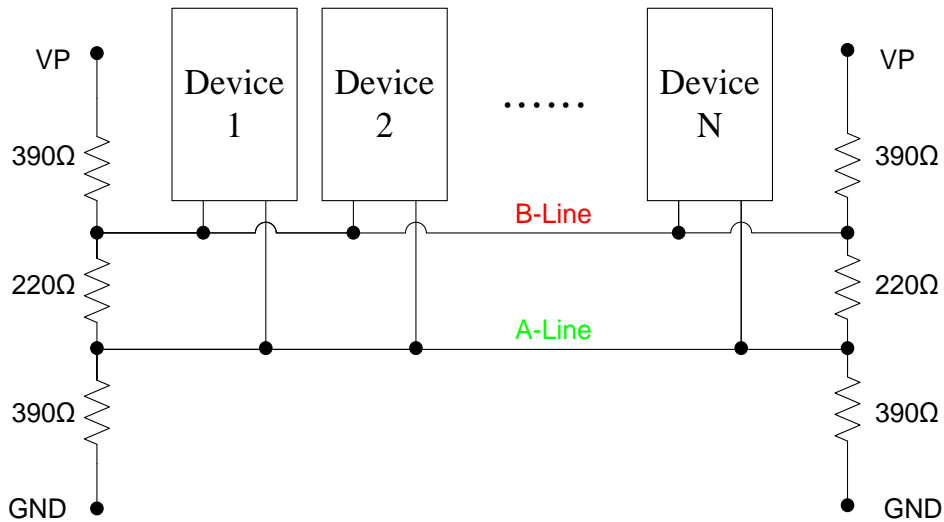 VP
Device
1
Device
2
......
Device
N
VP
390Ω
390Ω
B-Line
220Ω
220Ω
A-Line
390Ω
390Ω
GND
GND